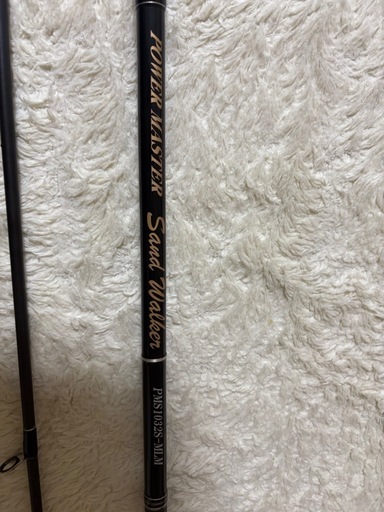 POWER MASTER Sand Walker
PMS1032S-MLM